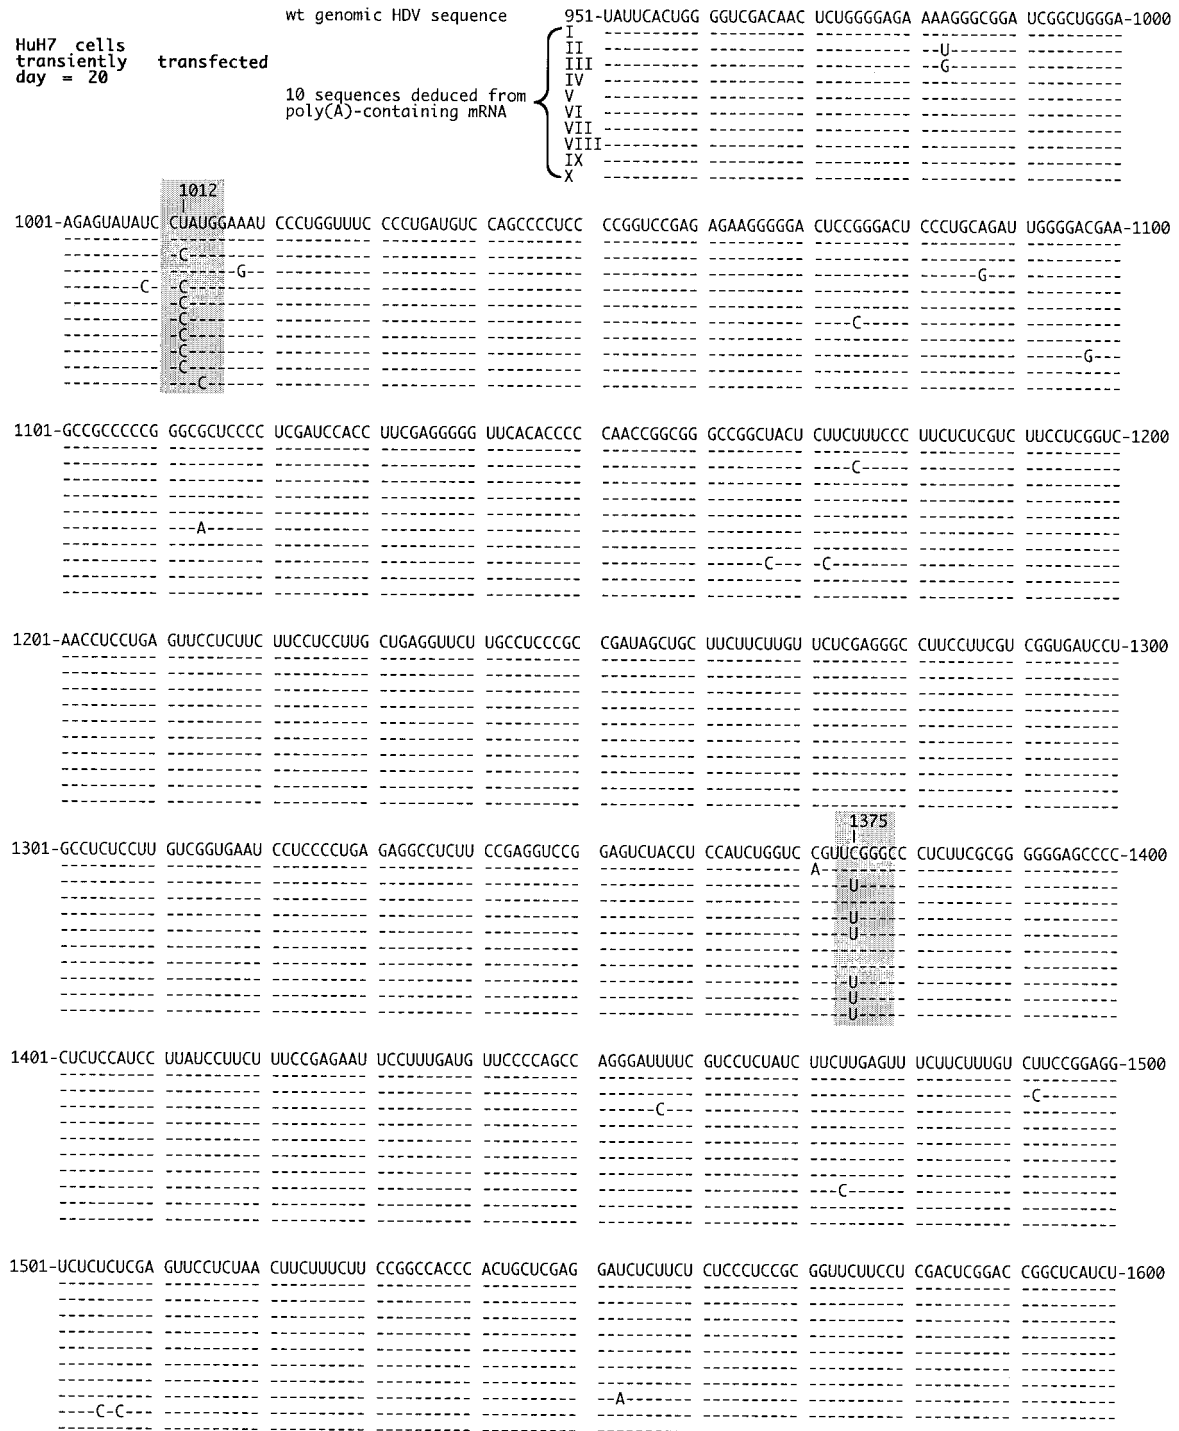 wt genomic HDV sequence 951-UAUUCACUGG GGUCGACAAC UCUGGGGAGA AAAGGGCGGA UCGGCUGGGA-1000
HuH7 cells
transiently transfected
day = 20
10 sequences deduced from
poly(A)-containing mRNA
I ---------- ---------- ---------- ---------- ----------
II ---------- ---------- ---------- --U------- ----------
III ---------- ---------- ---------- --G------- ----------
IV ---------- ---------- ---------- ---------- ----------
V ---------- ---------- ---------- ---------- ----------
VI ---------- ---------- ---------- ---------- ----------
VII ---------- ---------- ---------- ---------- ----------
VIII ---------- ---------- ---------- ---------- ----------
IX ---------- ---------- ---------- ---------- ----------
X ---------- ---------- ---------- ---------- ----------
1012
1001-AGAGUAUAUC CUAUGGAAAU CCCUGGUUUC CCCUGAUGUC CAGCCCCUCC CCCGGUCCGAG AGAAGGGGGA CUCCGGGACU CCCUGCAGAU UGGGGACGAA-1100
-C-
G
G
C -C-
-C-
-C- C
-C-
-C- G
-C-
C
1101-GCCGCCCCCG GGCGCUCCCC UCGAUCCACC UUCGAGGGGG UUCACACCCC CAACCGGCGG GCCGGCUACU CUUCUUUCCC UUCUCUCGUC UUCCUCGGUC-1200
C
A
C C
1201-AACCUCCUGA GUUCCUCUUC UUCCUCCUUG CUGAGGUUCU UGCCUCCCGC CGAUAGCUGC UUCUUCUUGU UCUCGAGGGC CUUCCUUCGU CGGUGAUCCU-1300
1375
1301-GCCUCUCCUU GUCGGUGAAU CCUCCCCUGA GAGGCCUCUU CCGAGGUCCG GAGUCUACCU CCAUCUGGUC CGUUCGGGCC CUCUUCGCGG GGGGAGCCCC-1400
A
-U-
-U-
-U-
-U-
-U-
-U-
1401-CUCUCCAUCC UUAUCCUUCU UUCCGAGAAU UCCUUUGAUG UUCCCCAGCC AGGGAUUUUC GUCCUCUAUC UUCUUGAGUU UCUUCUUUGU CUUCCGGAGG-1500
C
C
C
1501-UCUCUCUCGA GUUCCUCUAA CUUCUUUCUU CCGGCCACCC ACUGCUCGAG GAUCUCUUCU CUCCCUCCGC GGUUCUUCCU CGACUCGGAC CGGCUCAUCU-1600
A
C-C